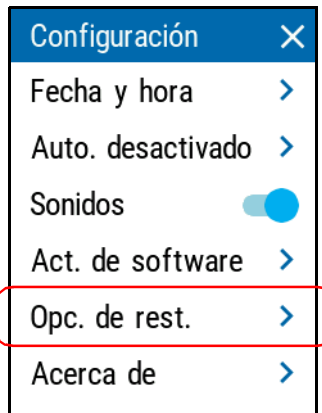 Configuración
Fecha y hora
Auto. desactivado
Sonidos
Act. de software
Opc. de rest.
Acerca de